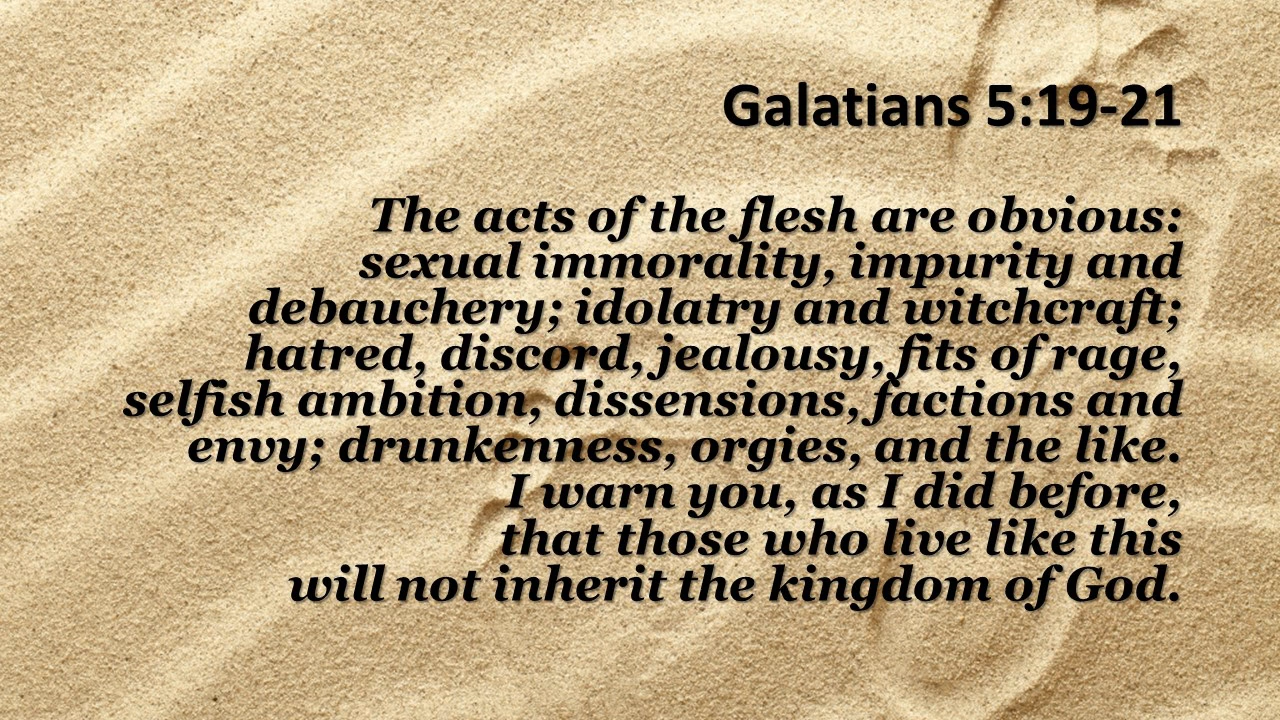 Galatians 5:19-21
The acts of the flesh are obvious:
sexual immorality, impurity and
debauchery; idolatry and witchcraft;
hatred, discord, jealousy, fits of rage,
selfish ambition, dissensions, factions and
envy; drunkenness, orgies, and the like.
I warn you, as I did before,
that those who live like this
will not inherit the kingdom of God.